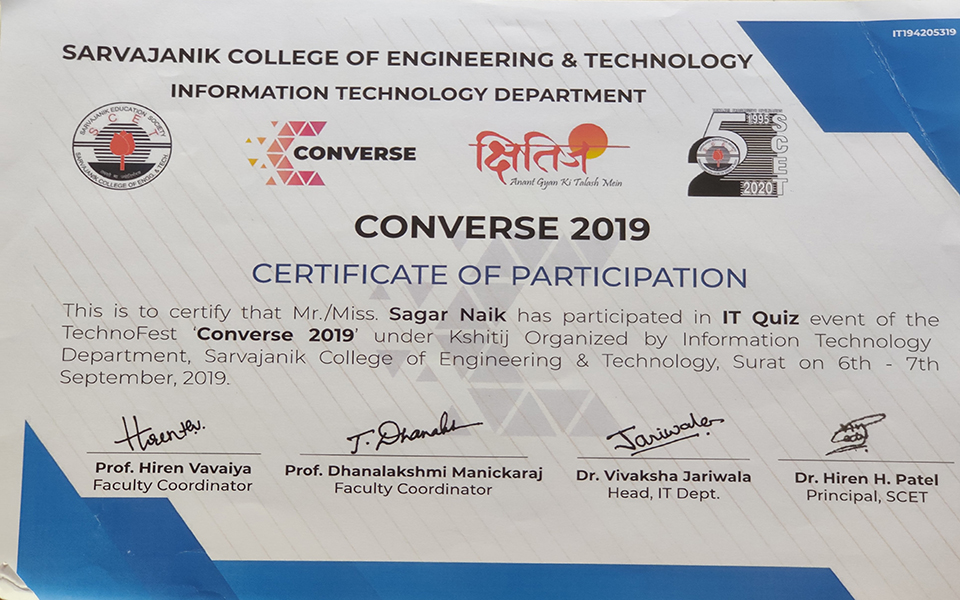 IT194205319
SARVAJANIK COLLEGE OF ENGINEERING & TECHNOLOGY
INFORMATION TECHNOLOGY DEPARTMENT
SARVAJANIK EDUCATION SOCIETY
SCET
SARVAJANIK COLLEGE OF ENGG. & TECH.
CONVERSE
क्षितिज
Anant Gyan Ki Talash Mein
25
1995
2020
SCET
CONVERSE 2019
CERTIFICATE OF PARTICIPATION
This is to certify that Mr./Miss. Sagar Naik has participated in IT Quiz event of the
TechnoFest ‘Converse 2019’ under Kshitij Organized by Information Technology
Department, Sarvajanik College of Engineering & Technology, Surat on 6th - 7th
September, 2019.
T. Dhanaks
Jariwala
Prof. Hiren Vavaiya
Faculty Coordinator
Prof. Dhanalakshmi Manickaraj
Faculty Coordinator
Dr. Vivaksha Jariwala
Head, IT Dept.
Dr. Hiren H. Patel
Principal, SCET